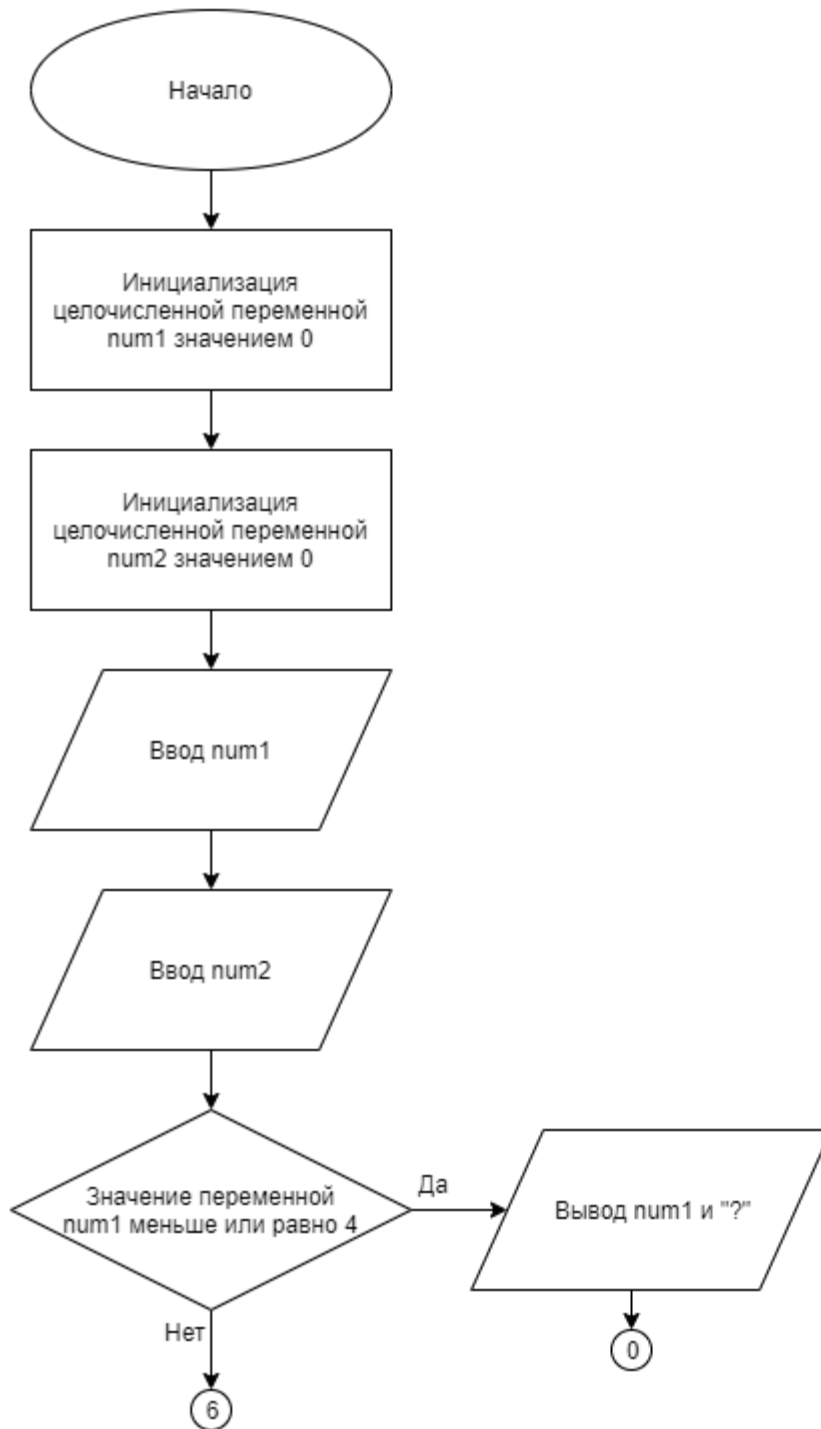 Начало
Инициализация
целочисленной переменной
num1 значением 0
Инициализация
целочисленной переменной
num2 значением 0
Ввод num1
Ввод num2
Значение переменной
num1 меньше или равно 4
Да
Вывод num1 и "?"
Нет
0
6